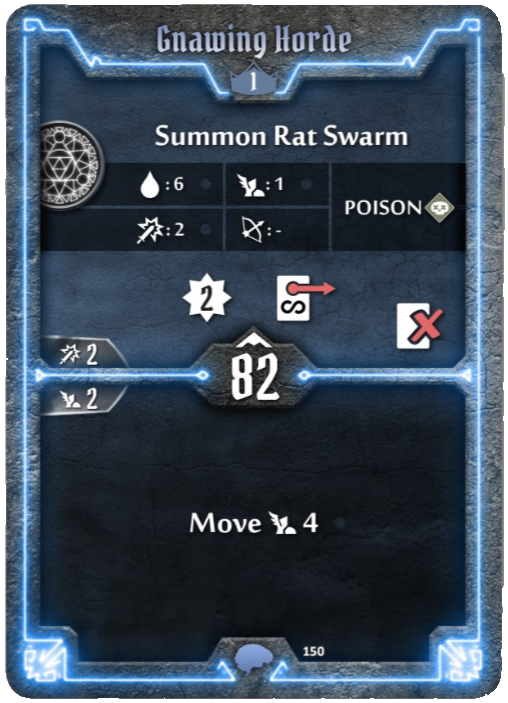 Gnawing Horde
1
Summon Rat Swarm
:6 :1
POISON
:2 :-
2 S
2
82
2
Move 4
150